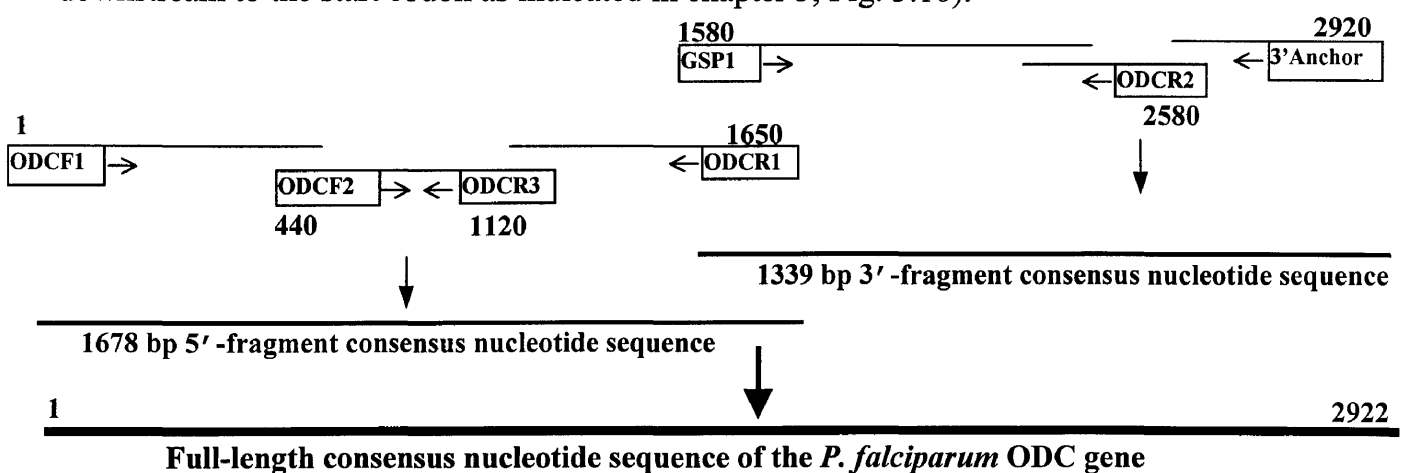 downstream to the start codon as indicated in chapter 3, Fig. 3.10).
1580
2920
GSP1
3'Anchor
ODCR2
2580
1
1650
ODCF1
ODCR1
ODCF2
ODCR3
440
1120
1339 bp 3′-fragment consensus nucleotide sequence
1678 bp 5′-fragment consensus nucleotide sequence
1
2922
Full-length consensus nucleotide sequence of the P. falciparum ODC gene